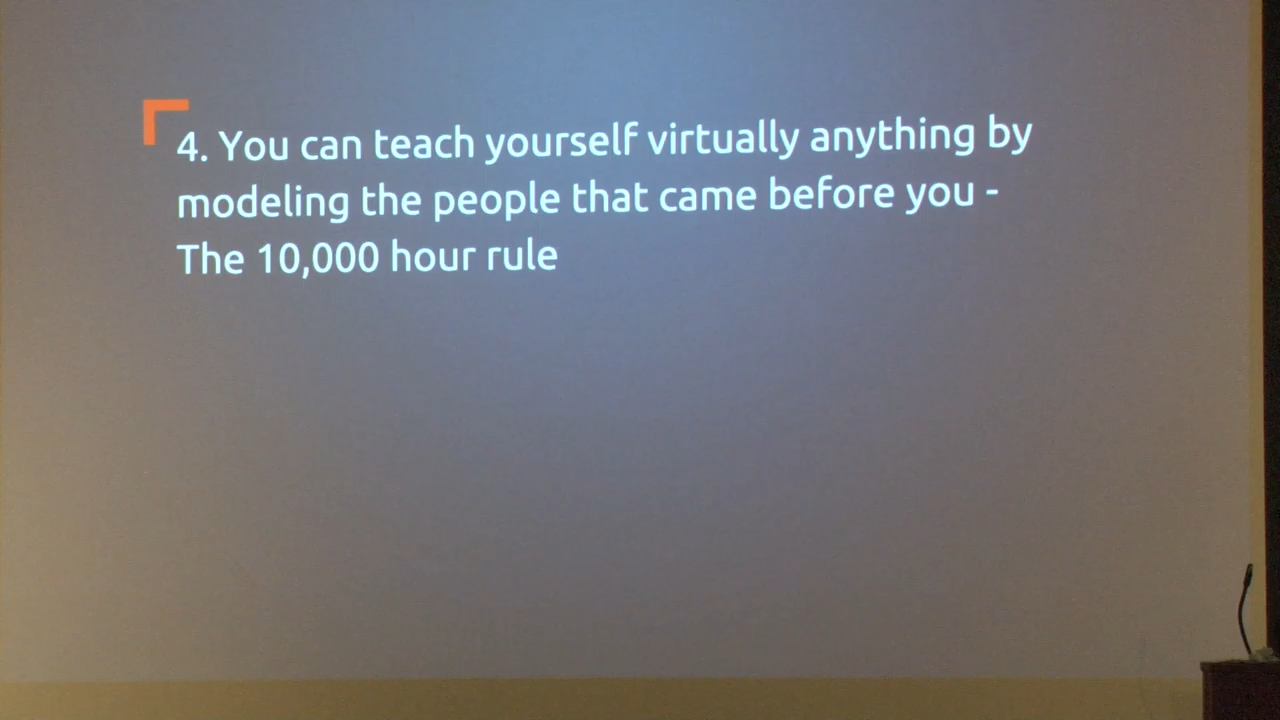 4. You can teach yourself virtually anything by
modeling the people that came before you -
The 10,000 hour rule